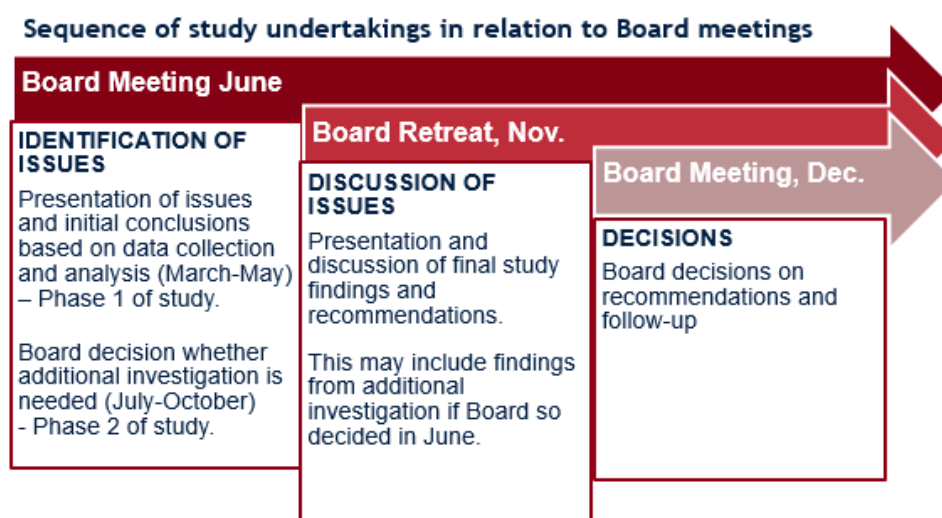 Sequence of study undertakings in relation to Board meetings
Board Meeting June
IDENTIFICATION OF
ISSUES
Presentation of issues
and initial conclusions
based on data collection
and analysis (March-May)
– Phase 1 of study.
Board decision whether
additional investigation is
needed (July-October)
- Phase 2 of study.
Board Retreat, Nov.
DISCUSSION OF
ISSUES
Presentation and
discussion of final study
findings and
recommendations.
This may include findings
from additional
investigation if Board so
decided in June.
Board Meeting, Dec.
DECISIONS
Board decisions on
recommendations and
follow-up